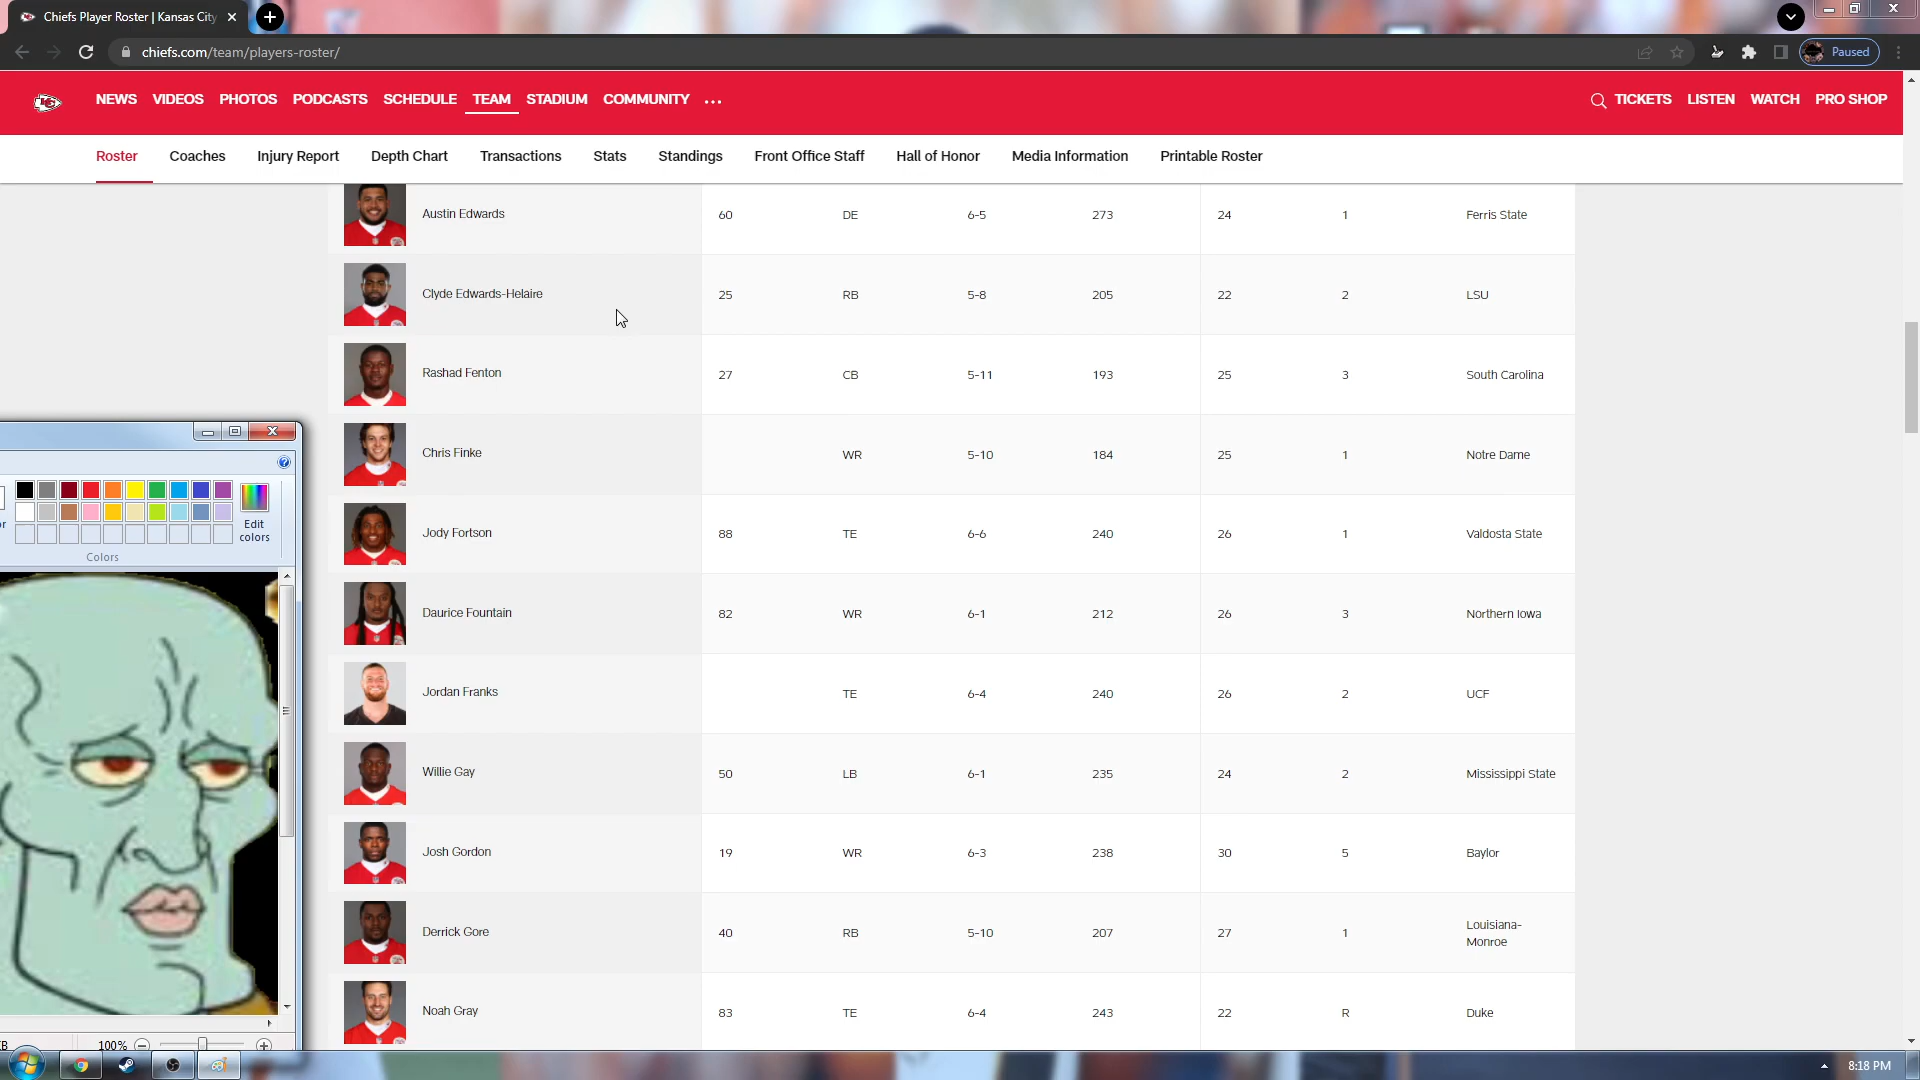 Chiefs Player Roster | Kansas City
chiefs.com/team/players-roster/
Paused
NEWS VIDEOS PHOTOS PODCASTS SCHEDULE TEAM STADIUM COMMUNITY ...
TICKETS LISTEN WATCH PRO SHOP
Roster Coaches Injury Report Depth Chart Transactions Stats Standings Front Office Staff Hall of Honor Media Information Printable Roster
Austin Edwards 60 DE 6-5 273 24 1 Ferris State
Clyde Edwards-Helaire 25 RB 5-8 205 22 2 LSU
Rashad Fenton 27 CB 5-11 193 25 3 South Carolina
Chris Finke WR 5-10 184 25 1 Notre Dame
Jody Fortson 88 TE 6-6 240 26 1 Valdosta State
Daurice Fountain 82 WR 6-1 212 26 3 Northern Iowa
Jordan Franks TE 6-4 240 26 2 UCF
Willie Gay 50 LB 6-1 235 24 2 Mississippi State
Josh Gordon 19 WR 6-3 238 30 5 Baylor
Derrick Gore 40 RB 5-10 207 27 1 Louisiana-
Monroe
Noah Gray 83 TE 6-4 243 22 R Duke
Edit
colors
Colors
100%
8:18 PM